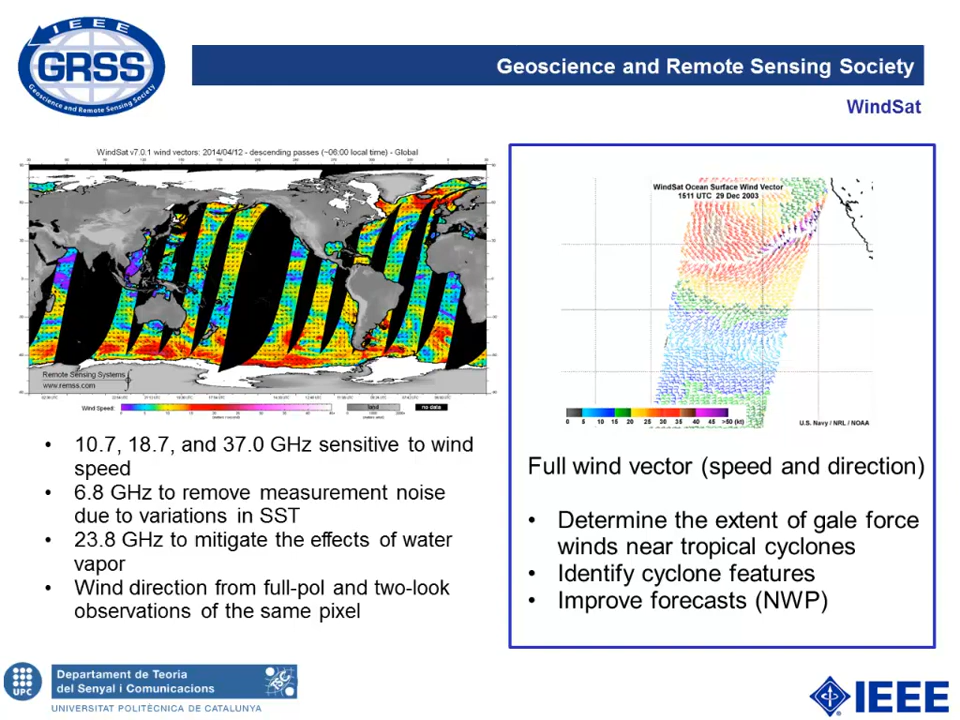 IEEE
GRSS
Geoscience and Remote Sensing Society
Geoscience and Remote Sensing Society
WindSat
WindSat v7.0.1 wind vectors: 2014/04/12 - descending passes (~06:00 local time) - Global
Remote Sensing Systems
www.remss.com
Wind Speed:
land
no data
• 10.7, 18.7, and 37.0 GHz sensitive to wind
speed
• 6.8 GHz to remove measurement noise
due to variations in SST
• 23.8 GHz to mitigate the effects of water
vapor
• Wind direction from full-pol and two-look
observations of the same pixel
WindSat Ocean Surface Wind Vector
1511 UTC 29 Dec 2003
0 5 10 15 20 25 30 35 40 45 >50 (kt)
U.S. Navy / NRL / NOAA
Full wind vector (speed and direction)
• Determine the extent of gale force
winds near tropical cyclones
• Identify cyclone features
• Improve forecasts (NWP)
UPC
Departament de Teoria
del Senyal i Comunicacions
UNIVERSITAT POLITÈCNICA DE CATALUNYA
IEEE